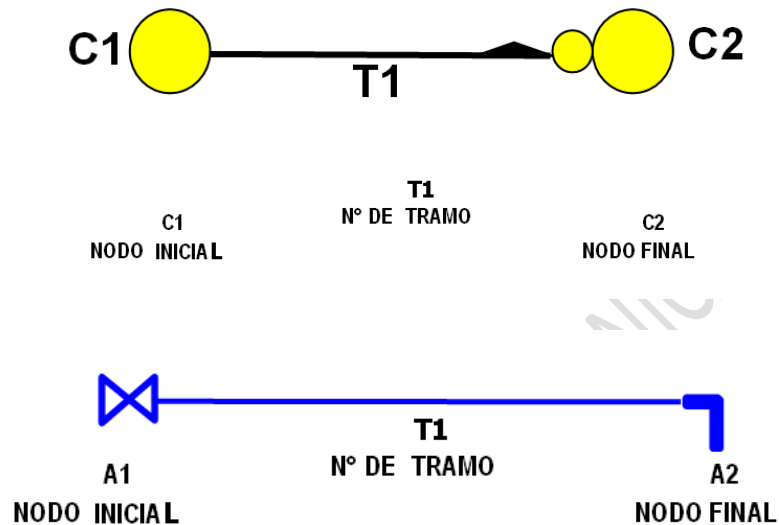 C1
T1
C2
T1
N° DE TRAMO
C1
NODO INICIAL
C2
NODO FINAL
T1
N° DE TRAMO
A1
NODO INICIAL
A2
NODO FINAL